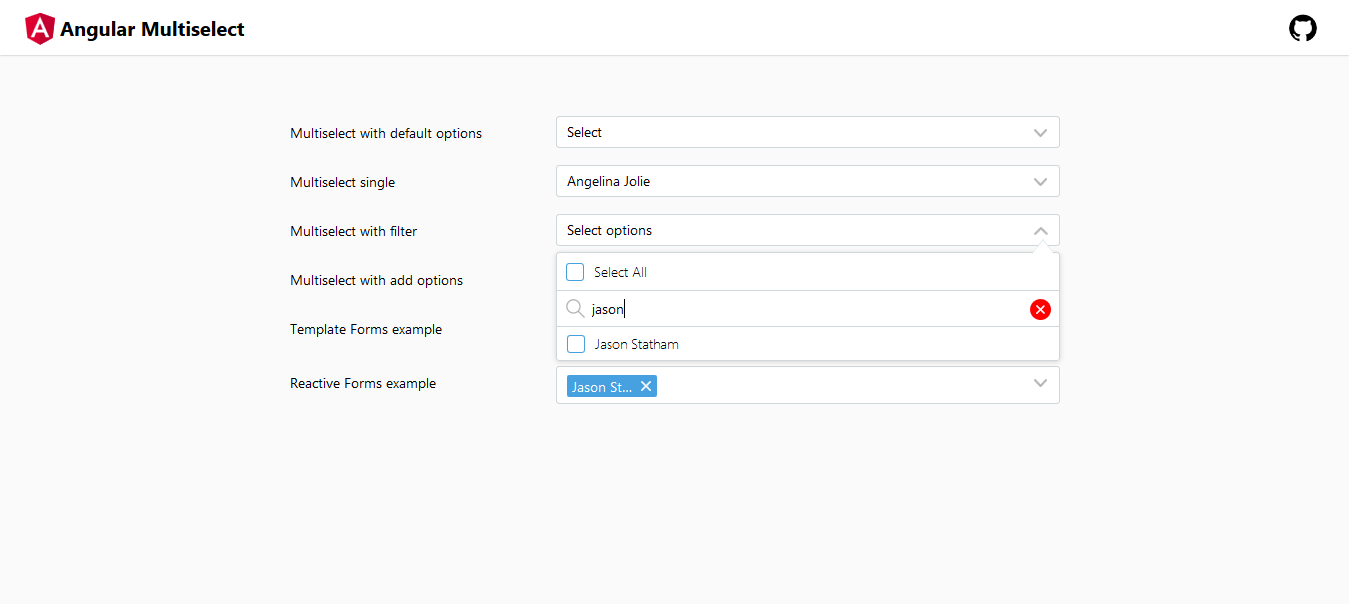 Angular Multiselect
Multiselect with default options
Select
Multiselect single
Angelina Jolie
Multiselect with filter
Select options
Select All
Multiselect with add options
jason
Template Forms example
Jason Statham
Reactive Forms example
Jason St...